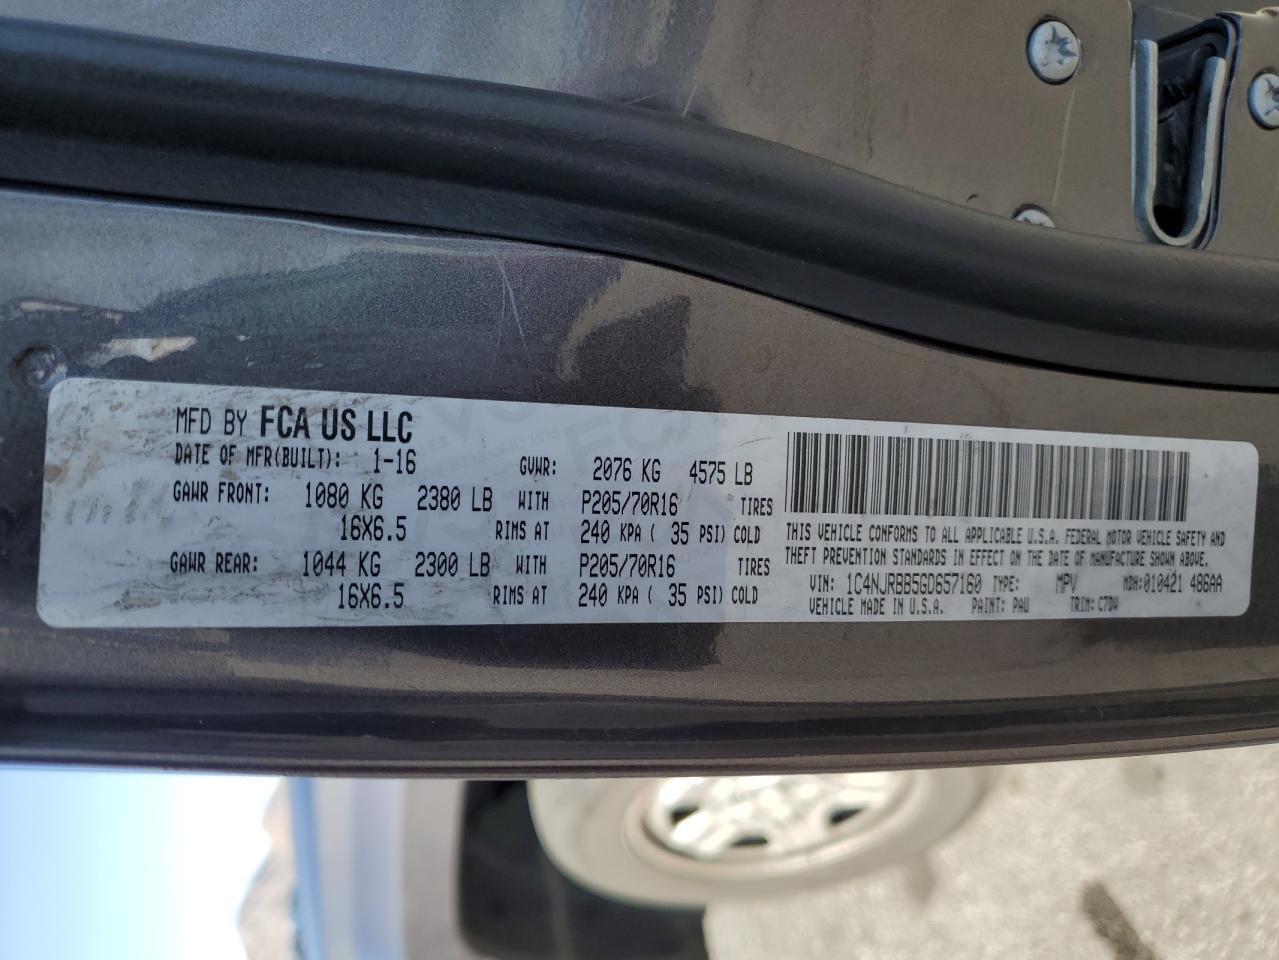 MFD BY FCA US LLC
DATE OF MFR(BUILT): 1-16 GVWR: 2076 KG 4575 LB
GAWR FRONT: 1080 KG 2380 LB WITH P205/70R16 TIRES
16X6.5 RIMS AT 240 KPA ( 35 PSI) COLD
GAWR REAR: 1044 KG 2300 LB WITH P205/70R16 TIRES
16X6.5 RIMS AT 240 KPA ( 35 PSI) COLD
THIS VEHICLE CONFORMS TO ALL APPLICABLE U.S.A. FEDERAL MOTOR VEHICLE SAFETY AND
THEFT PREVENTION STANDARDS IN EFFECT ON THE DATE OF MANUFACTURE SHOWN ABOVE.
VIN: 1C4NJRBB5GD657160 TYPE: MPV MDH: 010421 486AA
VEHICLE MADE IN U.S.A. PAINT: PAU TRIM: C7DV